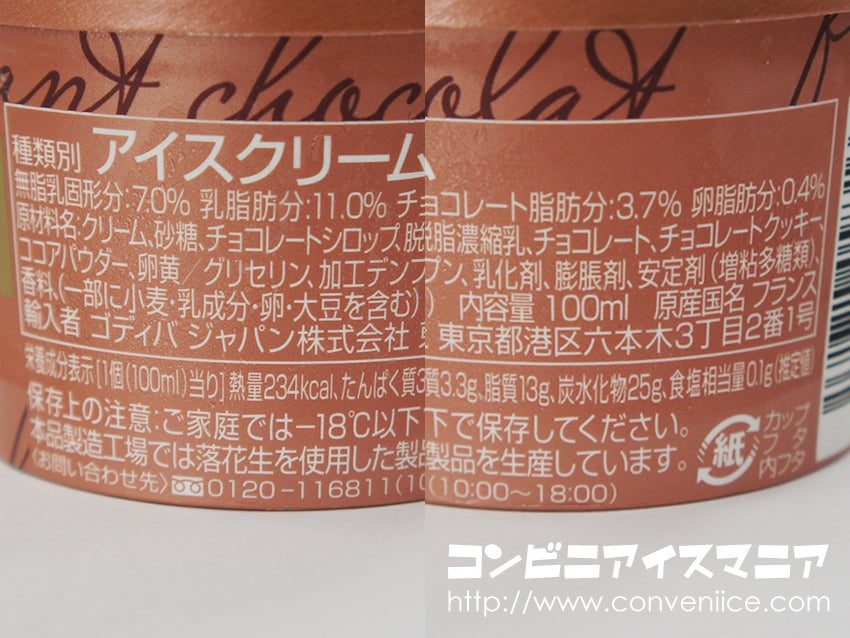 ant chocolat
種類別 アイスクリーム
無脂乳固形分:7.0% 乳脂肪分:11.0% チョコレート脂肪分:3.7% 卵脂肪分:0.4%
原材料名:クリーム、砂糖、チョコレートシロップ、脱脂濃縮乳、チョコレート、チョコレートクッキー、
ココアパウダー、卵黄／グリセリン、加工デンプン、乳化剤、膨脹剤、安定剤(増粘多糖類)、
香料、(一部に小麦・乳成分・卵・大豆を含む) 内容量 100ml 原産国名 フランス
輸入者 ゴディバ ジャパン株式会社 東京都港区六本木3丁目2番1号
栄養成分表示[1個(100ml)当り]熱量234kcal、たんぱく質3.3g、脂質13g、炭水化物25g、食塩相当量0.1g(推定値)
保存上の注意:ご家庭では−18℃以下で保存してください。
本品製造工場では落花生を使用した製品を生産しています。
〈お問い合わせ先〉0120-116811(10:00〜18:00)
紙
カップ
フタ
内フタ
コンビニアイスマニア
http://www.conveniice.com